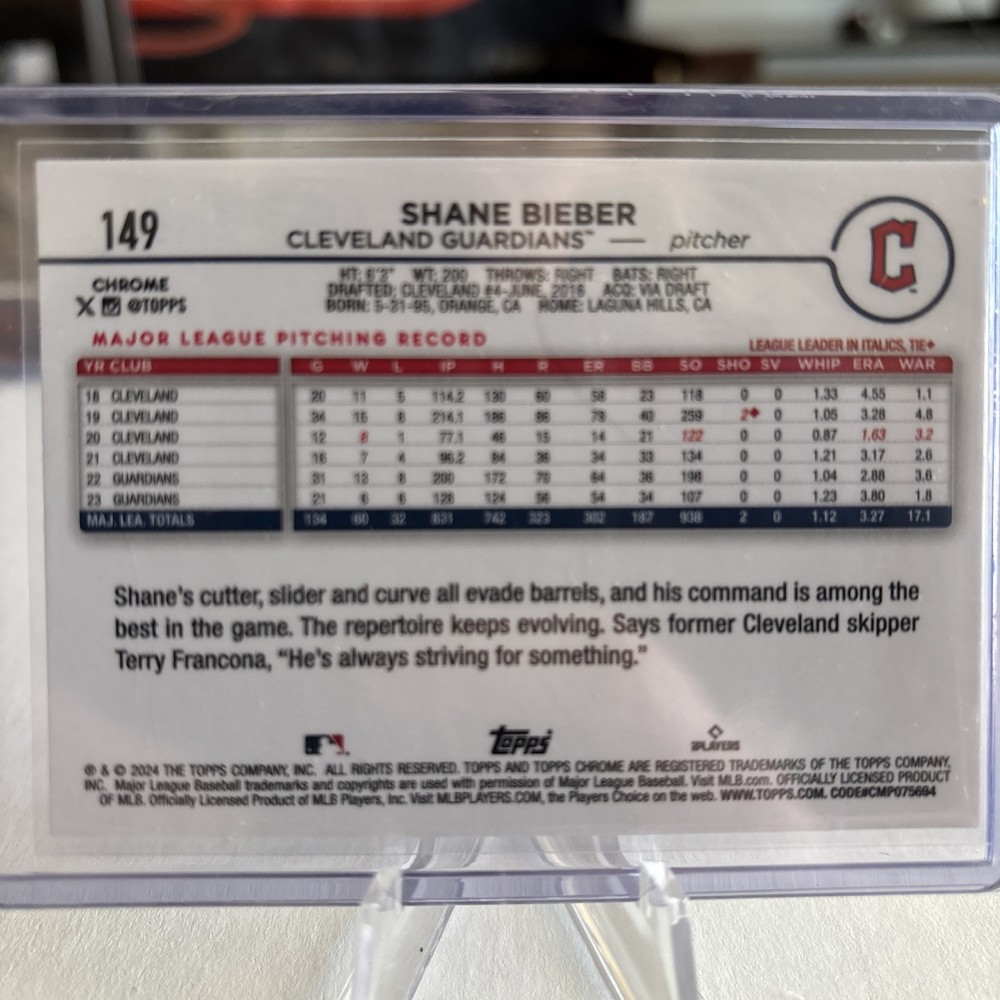 149
SHANE BIEBER
CLEVELAND GUARDIANS™ — pitcher
C
CHROME
X @TOPPS
HT: 6'2" WT: 200 THROWS: RIGHT BATS: RIGHT
DRAFTED: CLEVELAND #4-JUNE, 2016 ACQ: VIA DRAFT
BORN: 5-31-95, ORANGE, CA HOME: LAGUNA HILLS, CA
MAJOR LEAGUE PITCHING RECORD
LEAGUE LEADER IN ITALICS, TIE♦
YR CLUB G W L IP H R ER BB SO SHO SV WHIP ERA WAR
18 CLEVELAND 20 11 5 114.2 130 60 58 23 118 0 0 1.33 4.55 1.1
19 CLEVELAND 34 15 8 214.1 186 86 78 40 259 2♦ 0 1.05 3.28 4.8
20 CLEVELAND 12 8 1 77.1 46 15 14 21 122 0 0 0.87 1.63 3.2
21 CLEVELAND 16 7 4 96.2 84 36 34 33 134 0 0 1.21 3.17 2.6
22 GUARDIANS 31 13 8 200 172 70 64 36 198 0 0 1.04 2.88 3.6
23 GUARDIANS 21 6 6 128 124 56 54 34 107 0 0 1.23 3.80 1.8
MAJ. LEA. TOTALS 134 60 32 831 742 323 302 187 938 2 0 1.12 3.27 17.1
Shane's cutter, slider and curve all evade barrels, and his command is among the
best in the game. The repertoire keeps evolving. Says former Cleveland skipper
Terry Francona, “He's always striving for something.”
Topps
PLAYERS
® & © 2024 THE TOPPS COMPANY, INC. ALL RIGHTS RESERVED. TOPPS AND TOPPS CHROME ARE REGISTERED TRADEMARKS OF THE TOPPS COMPANY,
INC. Major League Baseball trademarks and copyrights are used with permission of Major League Baseball. Visit MLB.com. OFFICIALLY LICENSED PRODUCT
OF MLB. Officially Licensed Product of MLB Players, Inc. Visit MLBPLAYERS.COM, the Players Choice on the web. WWW.TOPPS.COM. CODE#CMP075694